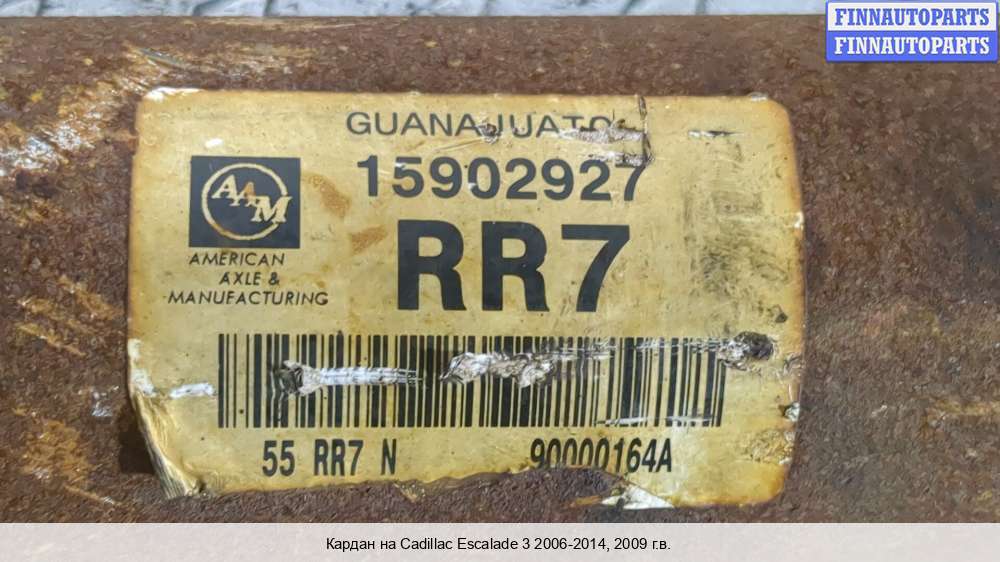 FINNAUTOPARTS
FINNAUTOPARTS
GUANAJUATO
15902927
AAM
RR7
AMERICAN
AXLE &
MANUFACTURING
55 RR7 N
90000164A
Кардан на Cadillac Escalade 3 2006-2014, 2009 г.в.